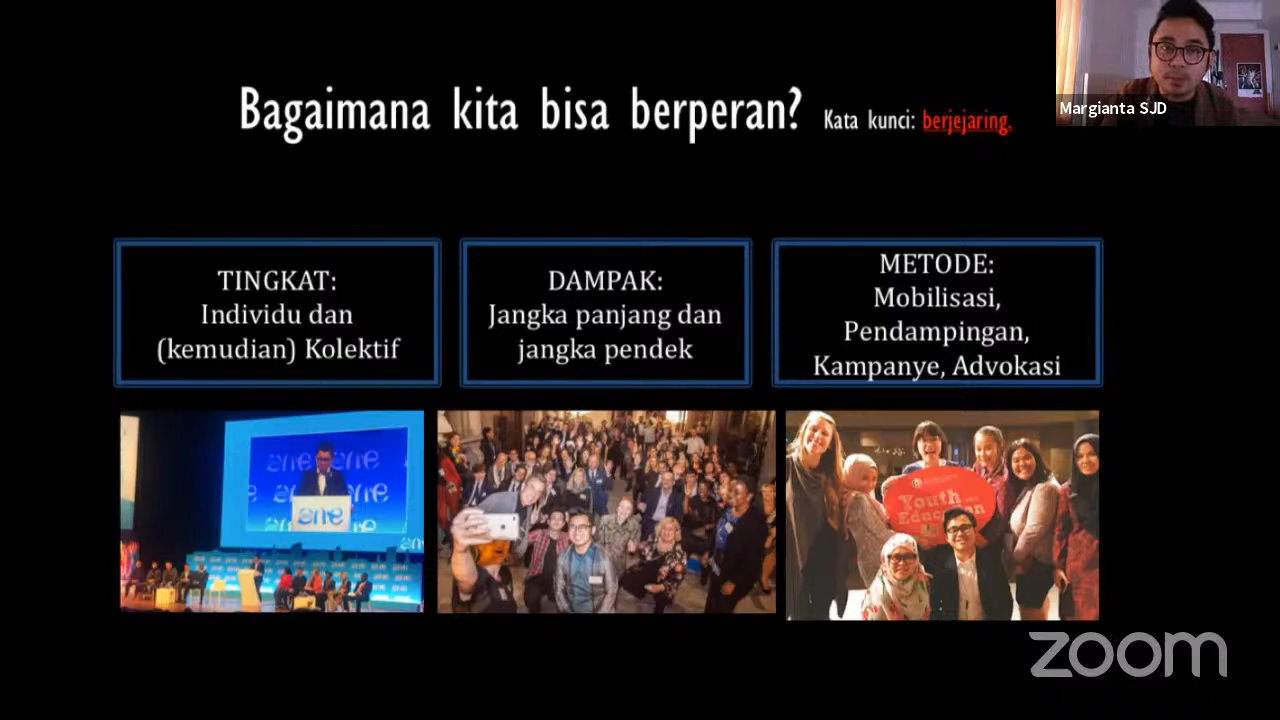 Bagaimana kita bisa berperan? Kata kunci: berjejaring.
Margianta SJD
TINGKAT:
Individu dan
(kemudian) Kolektif
DAMPAK:
Jangka panjang dan
jangka pendek
METODE:
Mobilisasi,
Pendampingan,
Kampanye, Advokasi
one
Youth
Education
zoom